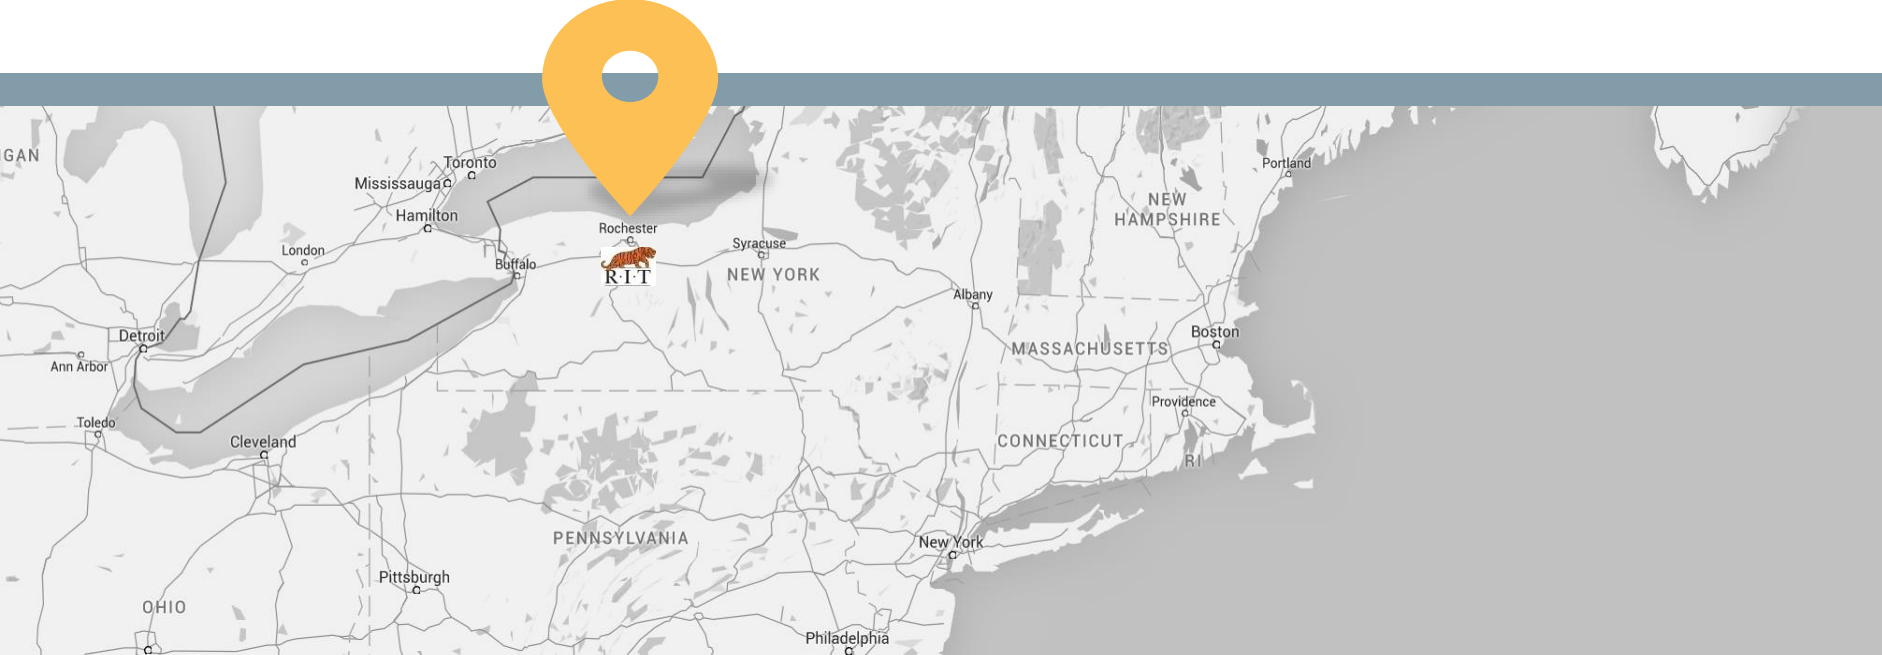 IGAN
Toronto
Portland
Mississauga
NEW
HAMPSHIRE
Hamilton
Rochester
London
Syracuse
Buffalo
R·I·T
NEW YORK
Albany
Detroit
Boston
MASSACHUSETTS
Ann Arbor
Providence
Toledo
Cleveland
CONNECTICUT
RI
PENNSYLVANIA
New York
Pittsburgh
OHIO
Philadelphia